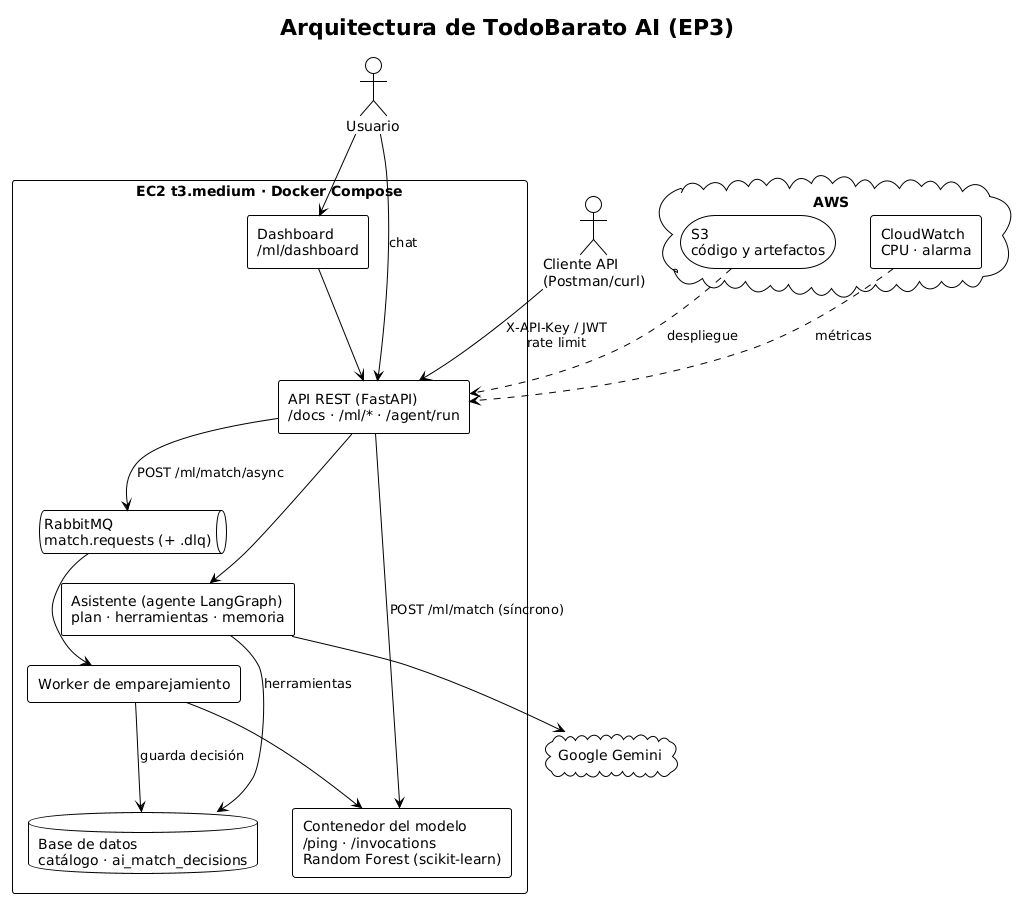 Arquitectura de TodoBarato AI (EP3)
Usuario
EC2 t3.medium · Docker Compose
AWS
Dashboard
/ml/dashboard
chat
Cliente API
(Postman/curl)
S3
código y artefactos
CloudWatch
CPU · alarma
X-API-Key / JWT
rate limit
despliegue
métricas
API REST (FastAPI)
/docs · /ml/* · /agent/run
POST /ml/match/async
RabbitMQ
match.requests (+ .dlq)
Asistente (agente LangGraph)
plan · herramientas · memoria
POST /ml/match (síncrono)
Worker de emparejamiento
herramientas
guarda decisión
Google Gemini
Base de datos
catálogo · ai_match_decisions
Contenedor del modelo
/ping · /invocations
Random Forest (scikit-learn)